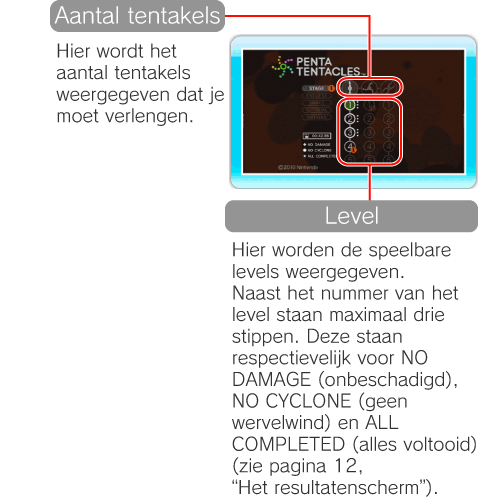 Aantal tentakels
Hier wordt het
aantal tentakels
weergegeven dat je
moet verlengen.
PENTA
TENTACLES
STAGE
1
2
3
4
NO DAMAGE
NO CYCLONE
ALL COMPLETED
©2010 Nintendo
Level
Hier worden de speelbare
levels weergegeven.
Naast het nummer van het
level staan maximaal drie
stippen. Deze staan
respectievelijk voor NO
DAMAGE (onbeschadigd),
NO CYCLONE (geen
wervelwind) en ALL
COMPLETED (alles voltooid)
(zie pagina 12,
“Het resultatenscherm”).